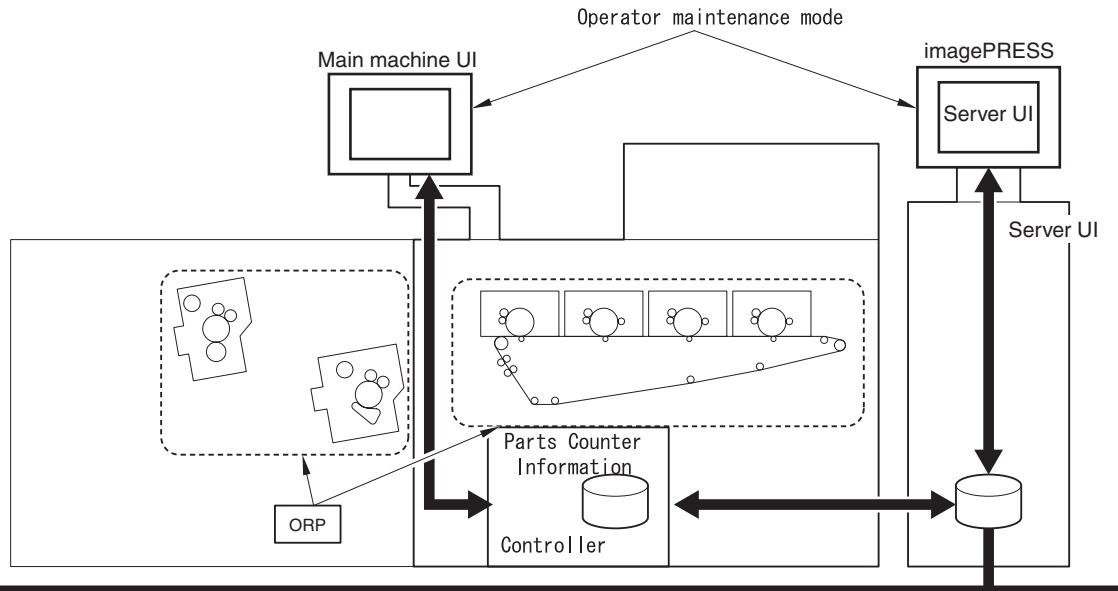 Operator maintenance mode
Main machine UI
imagePRESS
Server UI
Server UI
Parts Counter
Information
ORP
Controller